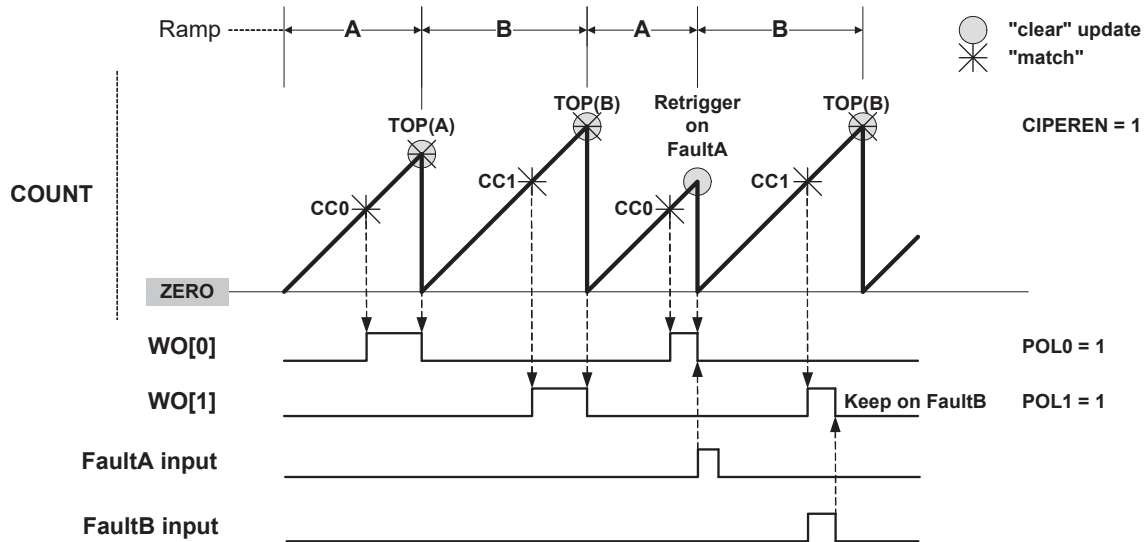 Ramp A B A B
"clear" update
"match"
TOP(A)
TOP(B)
Retrigger
on
FaultA
TOP(B)
CIPEREN = 1
COUNT
CC0
CC1
CC0
CC1
ZERO
WO[0]
POL0 = 1
WO[1]
Keep on FaultB
POL1 = 1
FaultA input
FaultB input